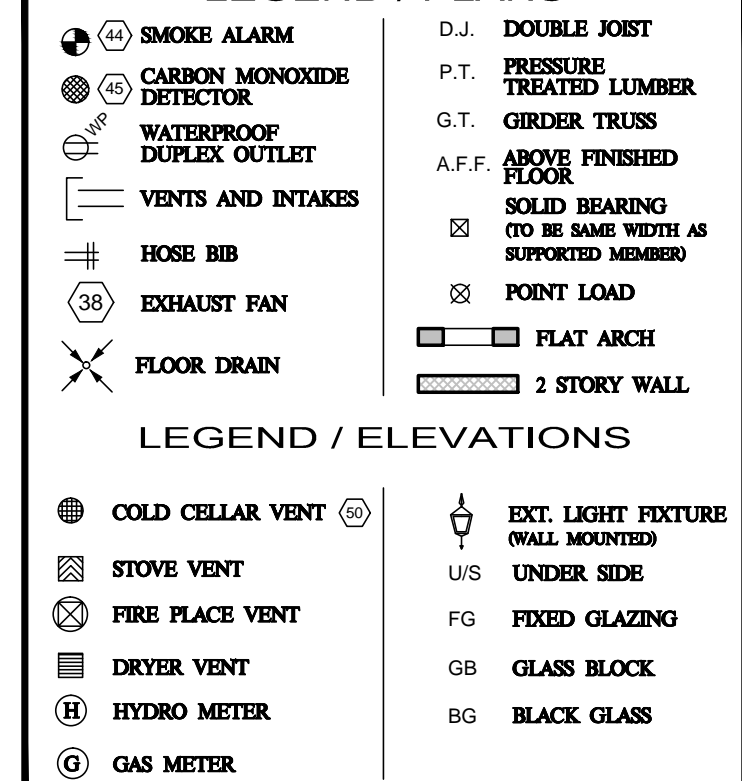 LEGEND / PLANS
44 SMOKE ALARM
45 CARBON MONOXIDE
DETECTOR
WP
WATERPROOF
DUPLEX OUTLET
VENTS AND INTAKES
HOSE BIB
38 EXHAUST FAN
FLOOR DRAIN
D.J. DOUBLE JOIST
P.T. PRESSURE
TREATED LUMBER
G.T. GIRDER TRUSS
A.F.F. ABOVE FINISHED
FLOOR
SOLID BEARING
(TO BE SAME WIDTH AS
SUPPORTED MEMBER)
POINT LOAD
FLAT ARCH
2 STORY WALL
LEGEND / ELEVATIONS
COLD CELLAR VENT 50
STOVE VENT
FIRE PLACE VENT
DRYER VENT
H HYDRO METER
G GAS METER
EXT. LIGHT FIXTURE
(WALL MOUNTED)
U/S UNDER SIDE
FG FIXED GLAZING
GB GLASS BLOCK
BG BLACK GLASS